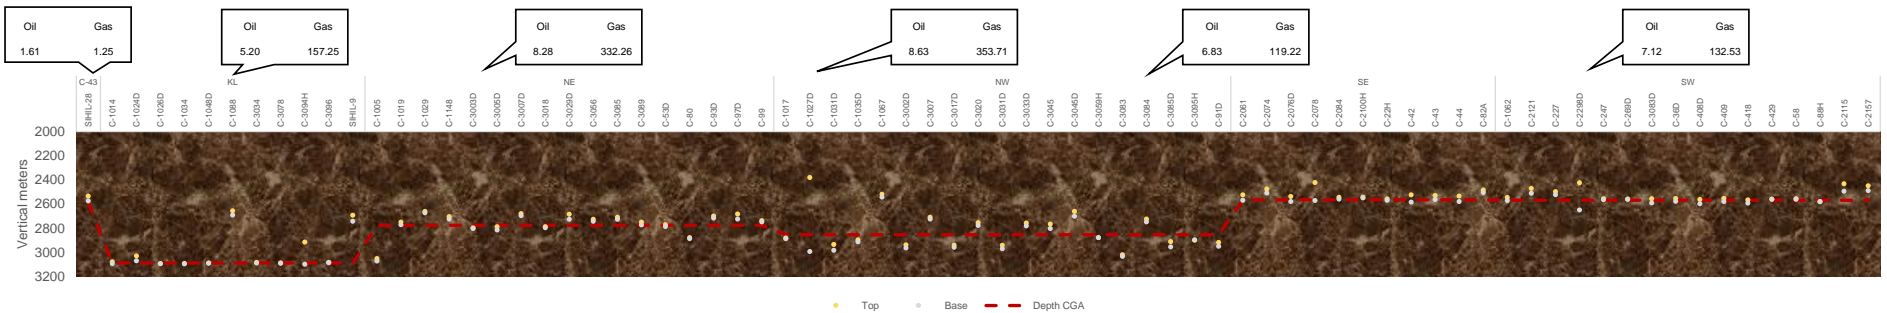 Oil Gas
1.61 1.25
Oil Gas
5.20 157.25
Oil Gas
8.28 332.26
Oil Gas
8.63 353.71
Oil Gas
6.83 119.22
Oil Gas
7.12 132.53
C-43 KL NE NW SE SW
SIHIL-28 C-1014 C-1024D C-1026D C-1034 C-1048D C-1088 C-3034 C-3078 C-3094H C-3096 SIHIL-9 C-1005 C-1019 C-1029 C-1148 C-3003D C-3005D C-3007D C-3018 C-3029D C-3056 C-3085 C-3089 C-53D C-80 C-93D C-97D C-99 C-1017 C-1027D C-1031D C-1035D C-1067 C-3002D C-3007 C-3017D C-3020 C-3031D C-3033D C-3045 C-3045D C-3059H C-3083 C-3084 C-3085D C-3095H C-91D C-2061 C-2074 C-2076D C-2078 C-2084 C-2100H C-22H C-42 C-43 C-44 C-82A C-1062 C-2121 C-227 C-2298D C-247 C-2869D C-3083D C-36D C-4008D C-409 C-418 C-429 C-58 C-88H C-2115 C-2157
Vertical meters
2000
2200
2400
2600
2800
3000
3200
Top Base Depth CGA